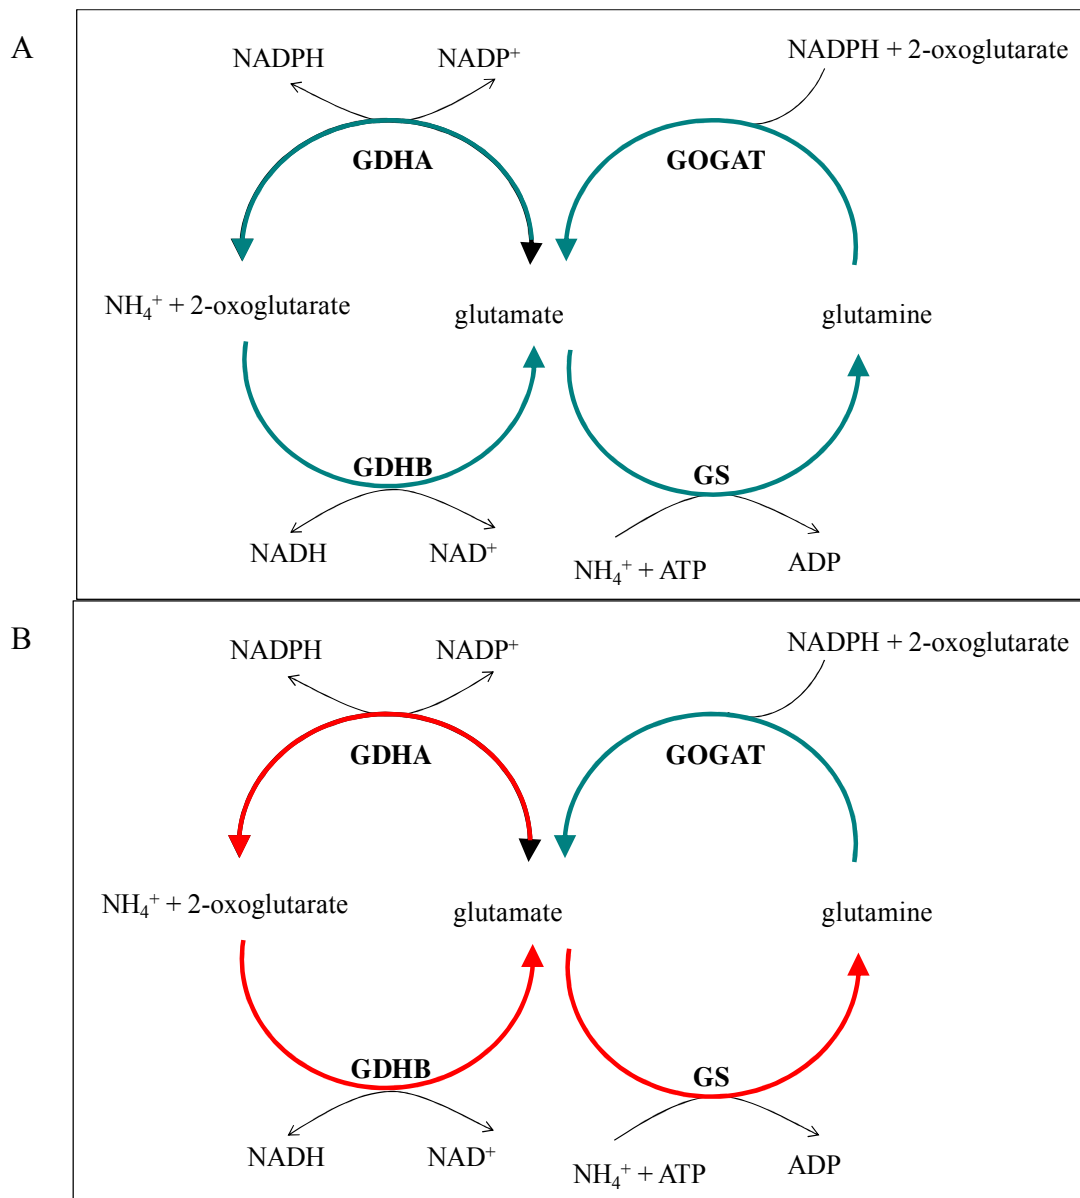 A
NADPH
NADP⁺
NADPH + 2-oxoglutarate
GDHA
GOGAT
NH₄⁺ + 2-oxoglutarate
glutamate
glutamine
GDHB
GS
NADH
NAD⁺
NH₄⁺ + ATP
ADP
B
NADPH
NADP⁺
NADPH + 2-oxoglutarate
GDHA
GOGAT
NH₄⁺ + 2-oxoglutarate
glutamate
glutamine
GDHB
GS
NADH
NAD⁺
NH₄⁺ + ATP
ADP